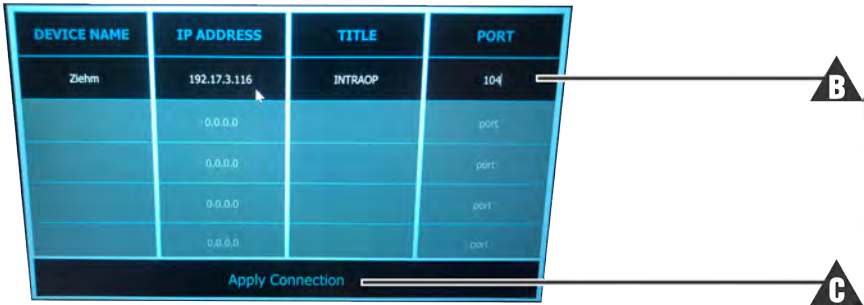 DEVICE NAME IP ADDRESS TITLE PORT
Ziehm 192.17.3.116 INTRAOP 104
B
0.0.0.0 port
0.0.0.0 port
0.0.0.0 port
0.0.0.0 port
Apply Connection
C